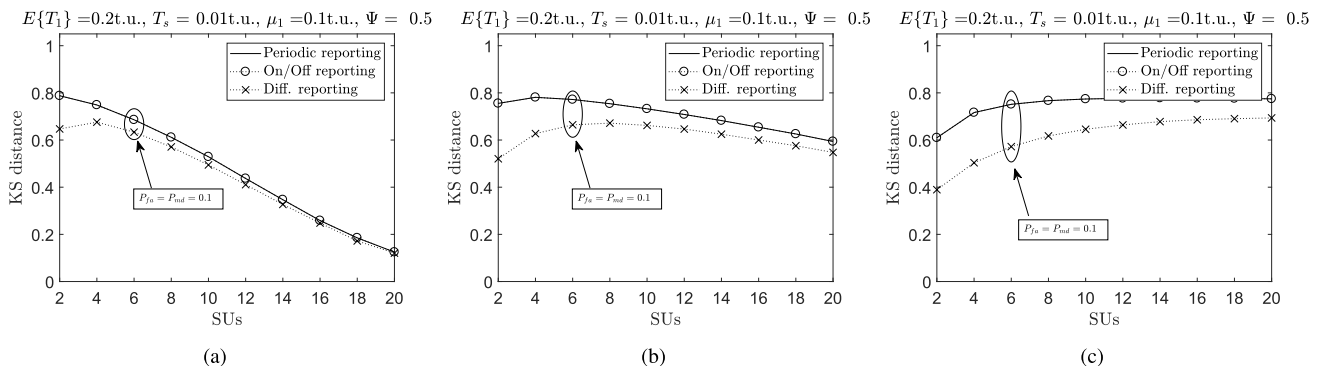 E{T₁} =0.2t.u., Tₛ = 0.01t.u., μ₁ =0.1t.u., Ψ = 0.5
Periodic reporting
On/Off reporting
Diff. reporting
KS distance
1
0.8
0.6
0.4
0.2
0
P_fa = P_md = 0.1
2 4 6 8 10 12 14 16 18 20
SUs
(a)
E{T₁} =0.2t.u., Tₛ = 0.01t.u., μ₁ =0.1t.u., Ψ = 0.5
Periodic reporting
On/Off reporting
Diff. reporting
KS distance
1
0.8
0.6
0.4
0.2
0
P_fa = P_md = 0.1
2 4 6 8 10 12 14 16 18 20
SUs
(b)
E{T₁} =0.2t.u., Tₛ = 0.01t.u., μ₁ =0.1t.u., Ψ = 0.5
Periodic reporting
On/Off reporting
Diff. reporting
KS distance
1
0.8
0.6
0.4
0.2
0
P_fa = P_md = 0.1
2 4 6 8 10 12 14 16 18 20
SUs
(c)